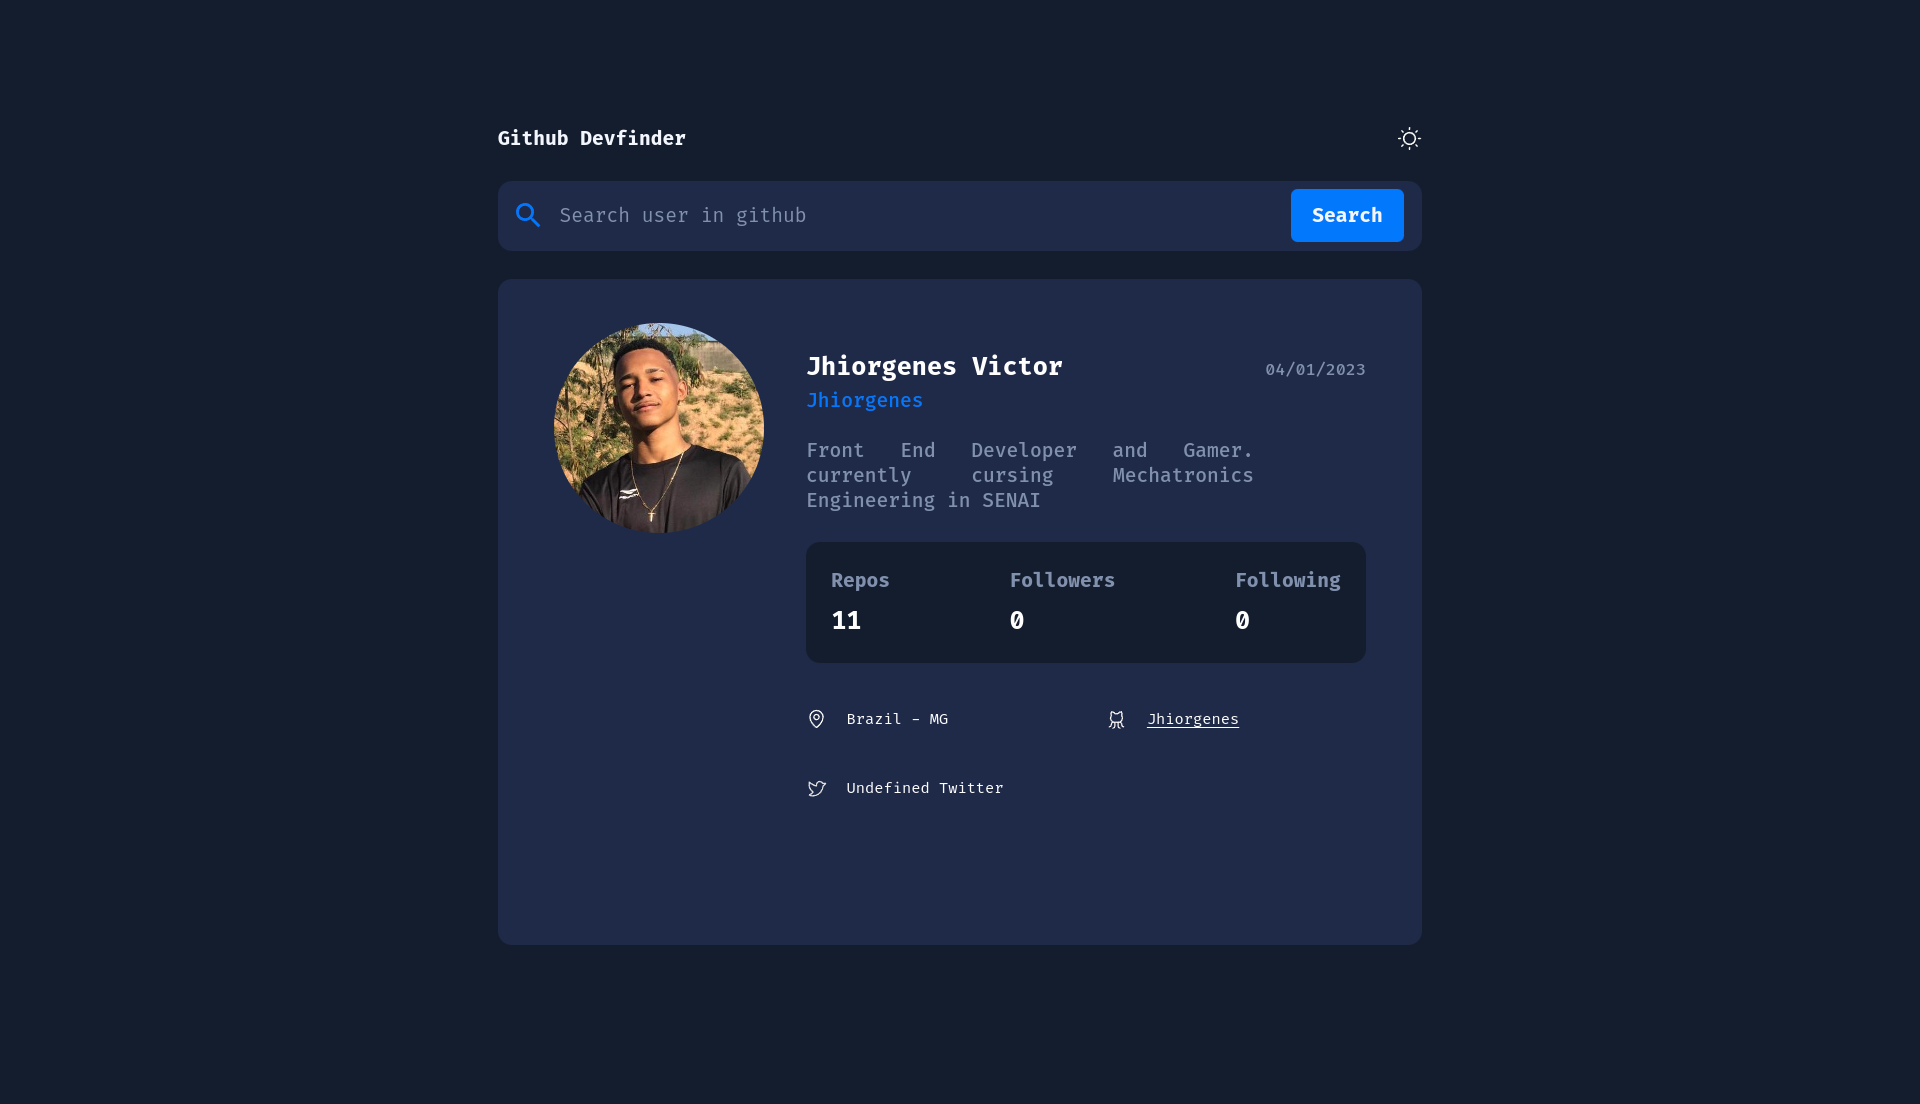 Github Devfinder
Search user in github
Search
Jhiorgenes Victor
04/01/2023
Jhiorgenes
Front End Developer and Gamer.
currently cursing Mechatronics
Engineering in SENAI
Repos
Followers
Following
11
0
0
Brazil - MG
Jhiorgenes
Undefined Twitter